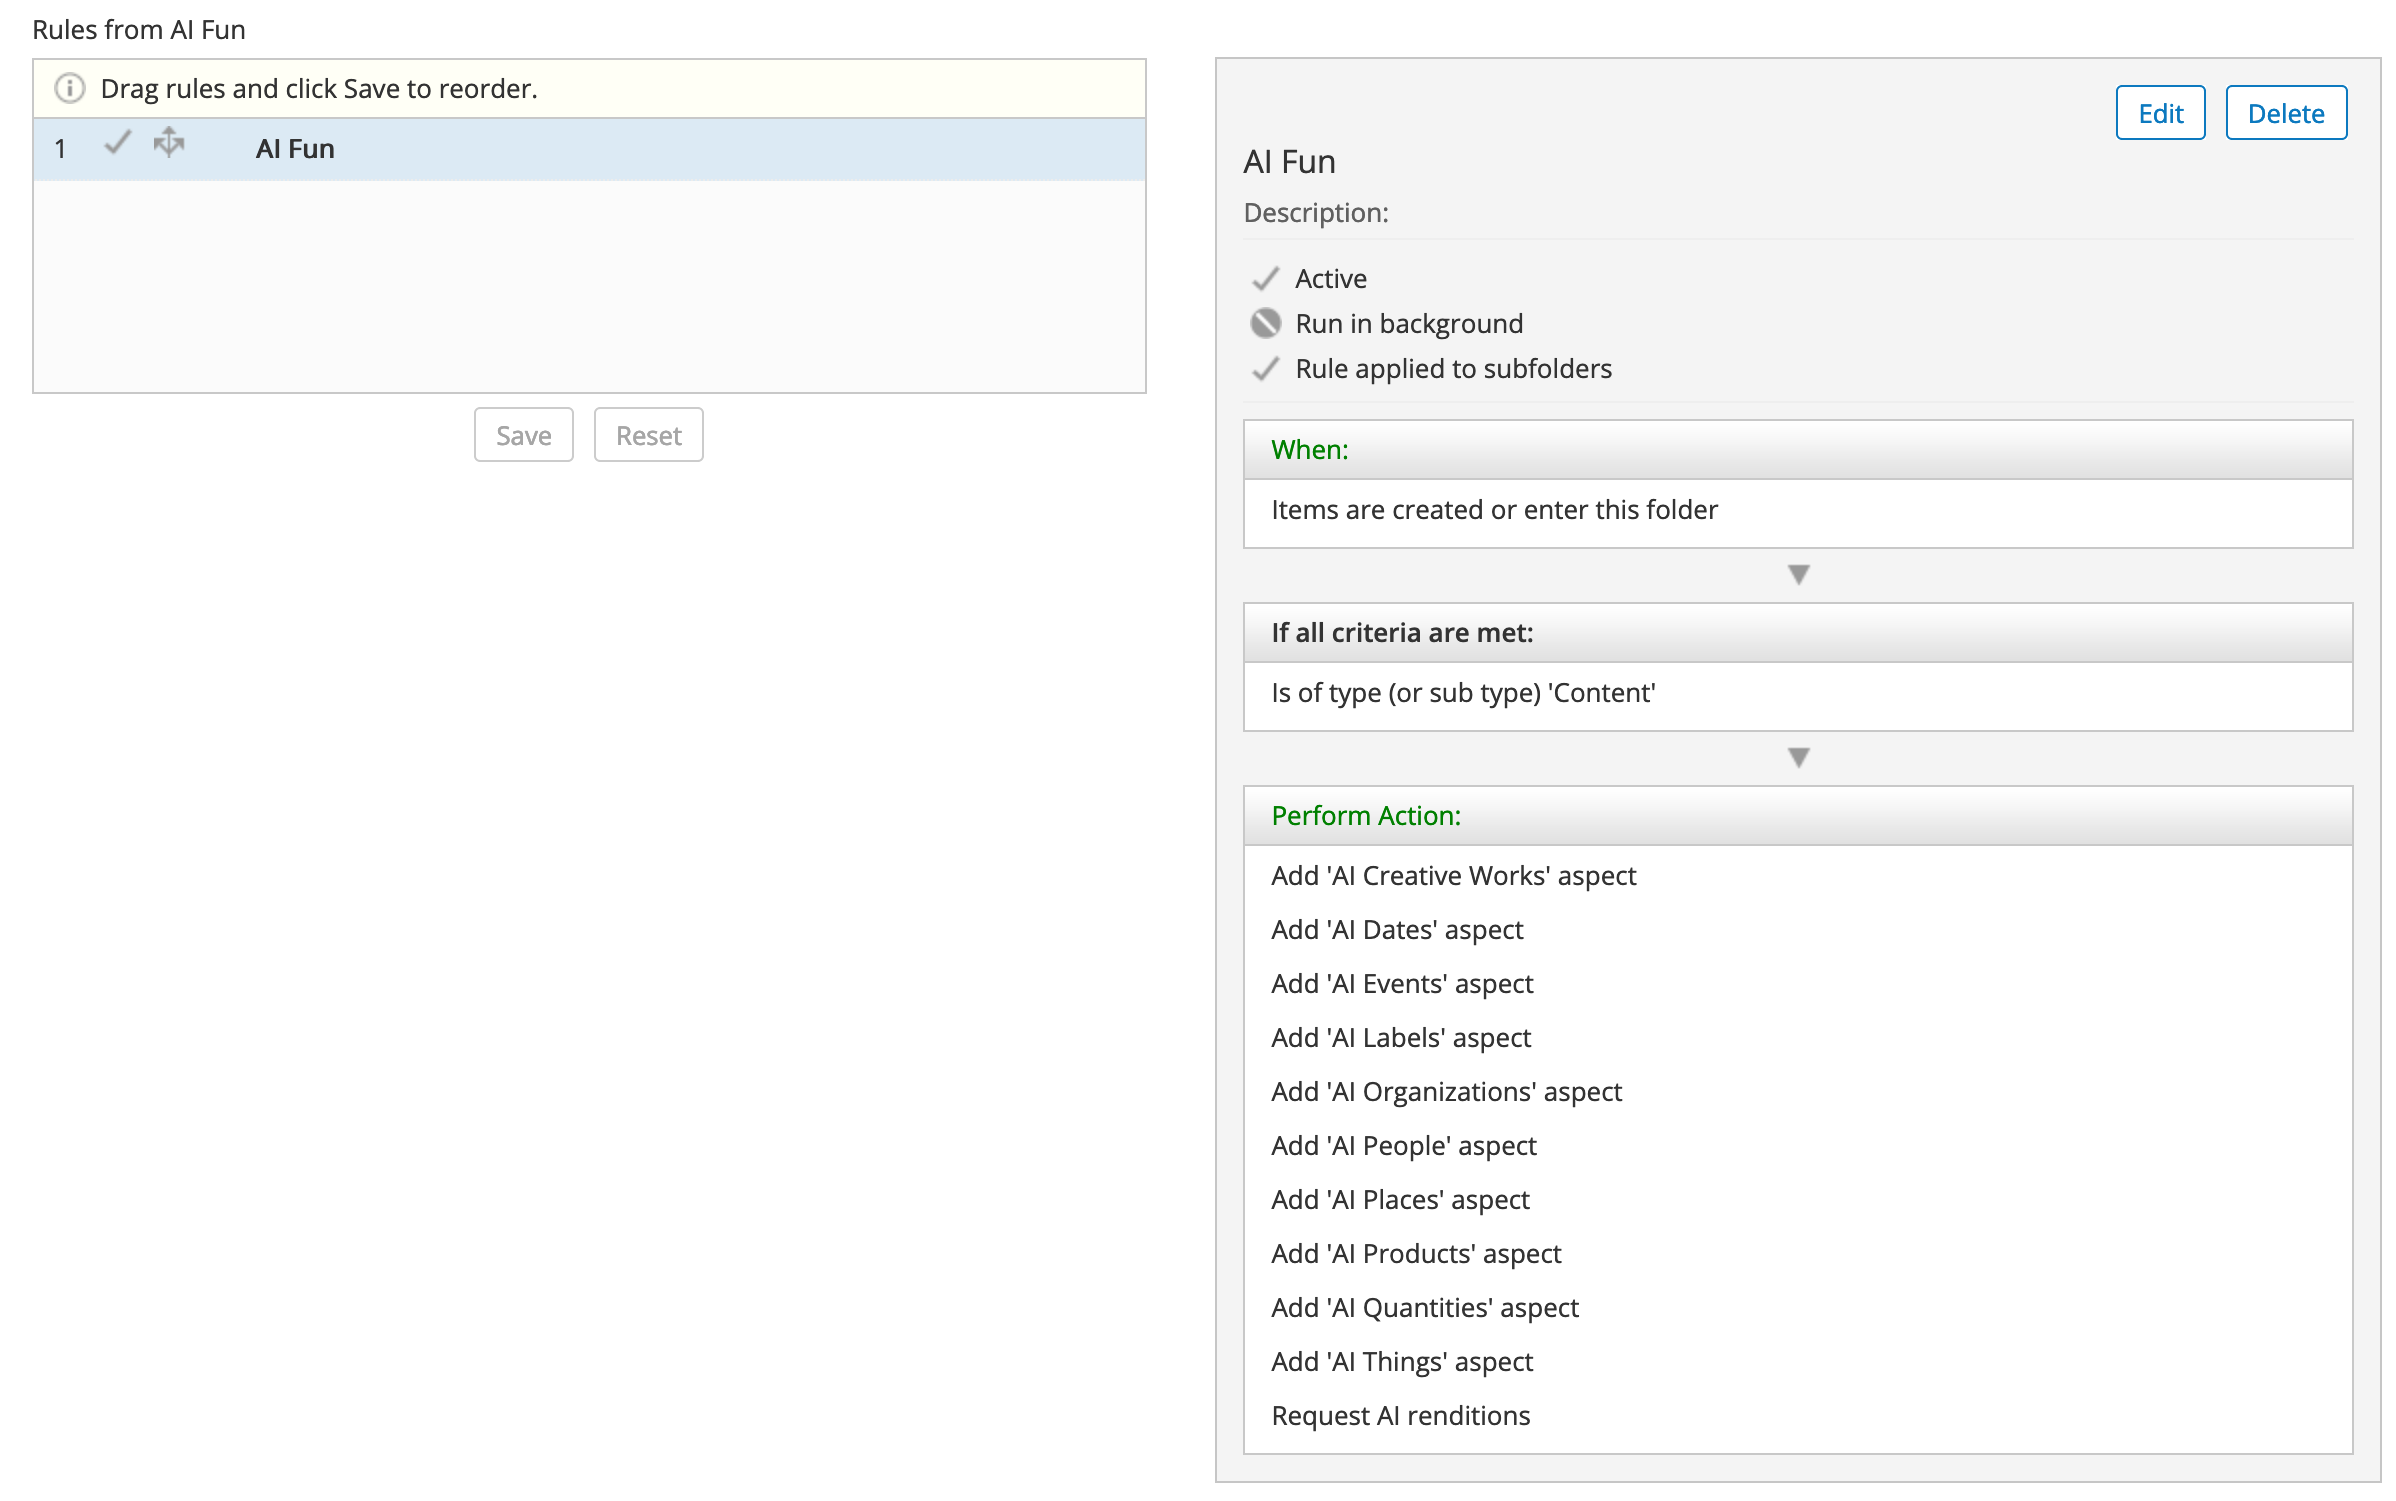 Rules from AI Fun
Drag rules and click Save to reorder.
1 AI Fun
Save Reset
Edit Delete
AI Fun
Description:
Active
Run in background
Rule applied to subfolders
When:
Items are created or enter this folder
If all criteria are met:
Is of type (or sub type) 'Content'
Perform Action:
Add 'AI Creative Works' aspect
Add 'AI Dates' aspect
Add 'AI Events' aspect
Add 'AI Labels' aspect
Add 'AI Organizations' aspect
Add 'AI People' aspect
Add 'AI Places' aspect
Add 'AI Products' aspect
Add 'AI Quantities' aspect
Add 'AI Things' aspect
Request AI renditions